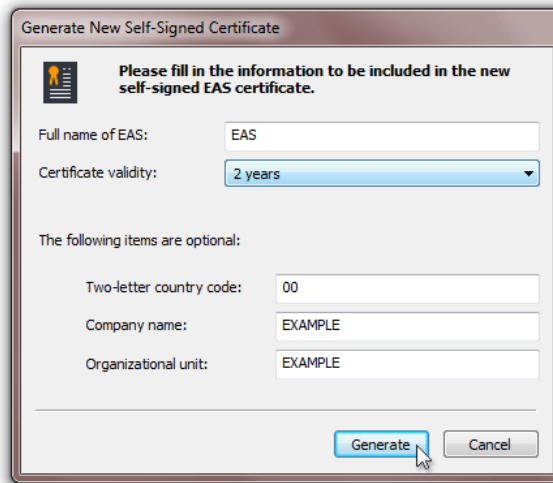 Generate New Self-Signed Certificate
Please fill in the information to be included in the new
self-signed EAS certificate.
Full name of EAS: EAS
Certificate validity: 2 years
The following items are optional:
Two-letter country code: 00
Company name: EXAMPLE
Organizational unit: EXAMPLE
Generate Cancel